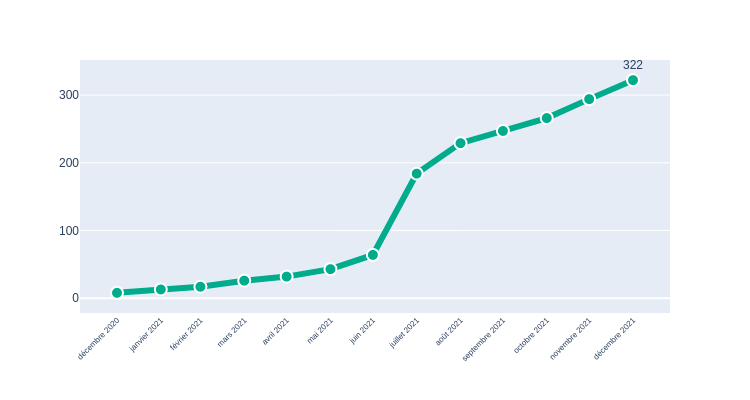 322
300
200
100
0
décembre 2020
janvier 2021
février 2021
mars 2021
avril 2021
mai 2021
juin 2021
juillet 2021
août 2021
septembre 2021
octobre 2021
novembre 2021
décembre 2021